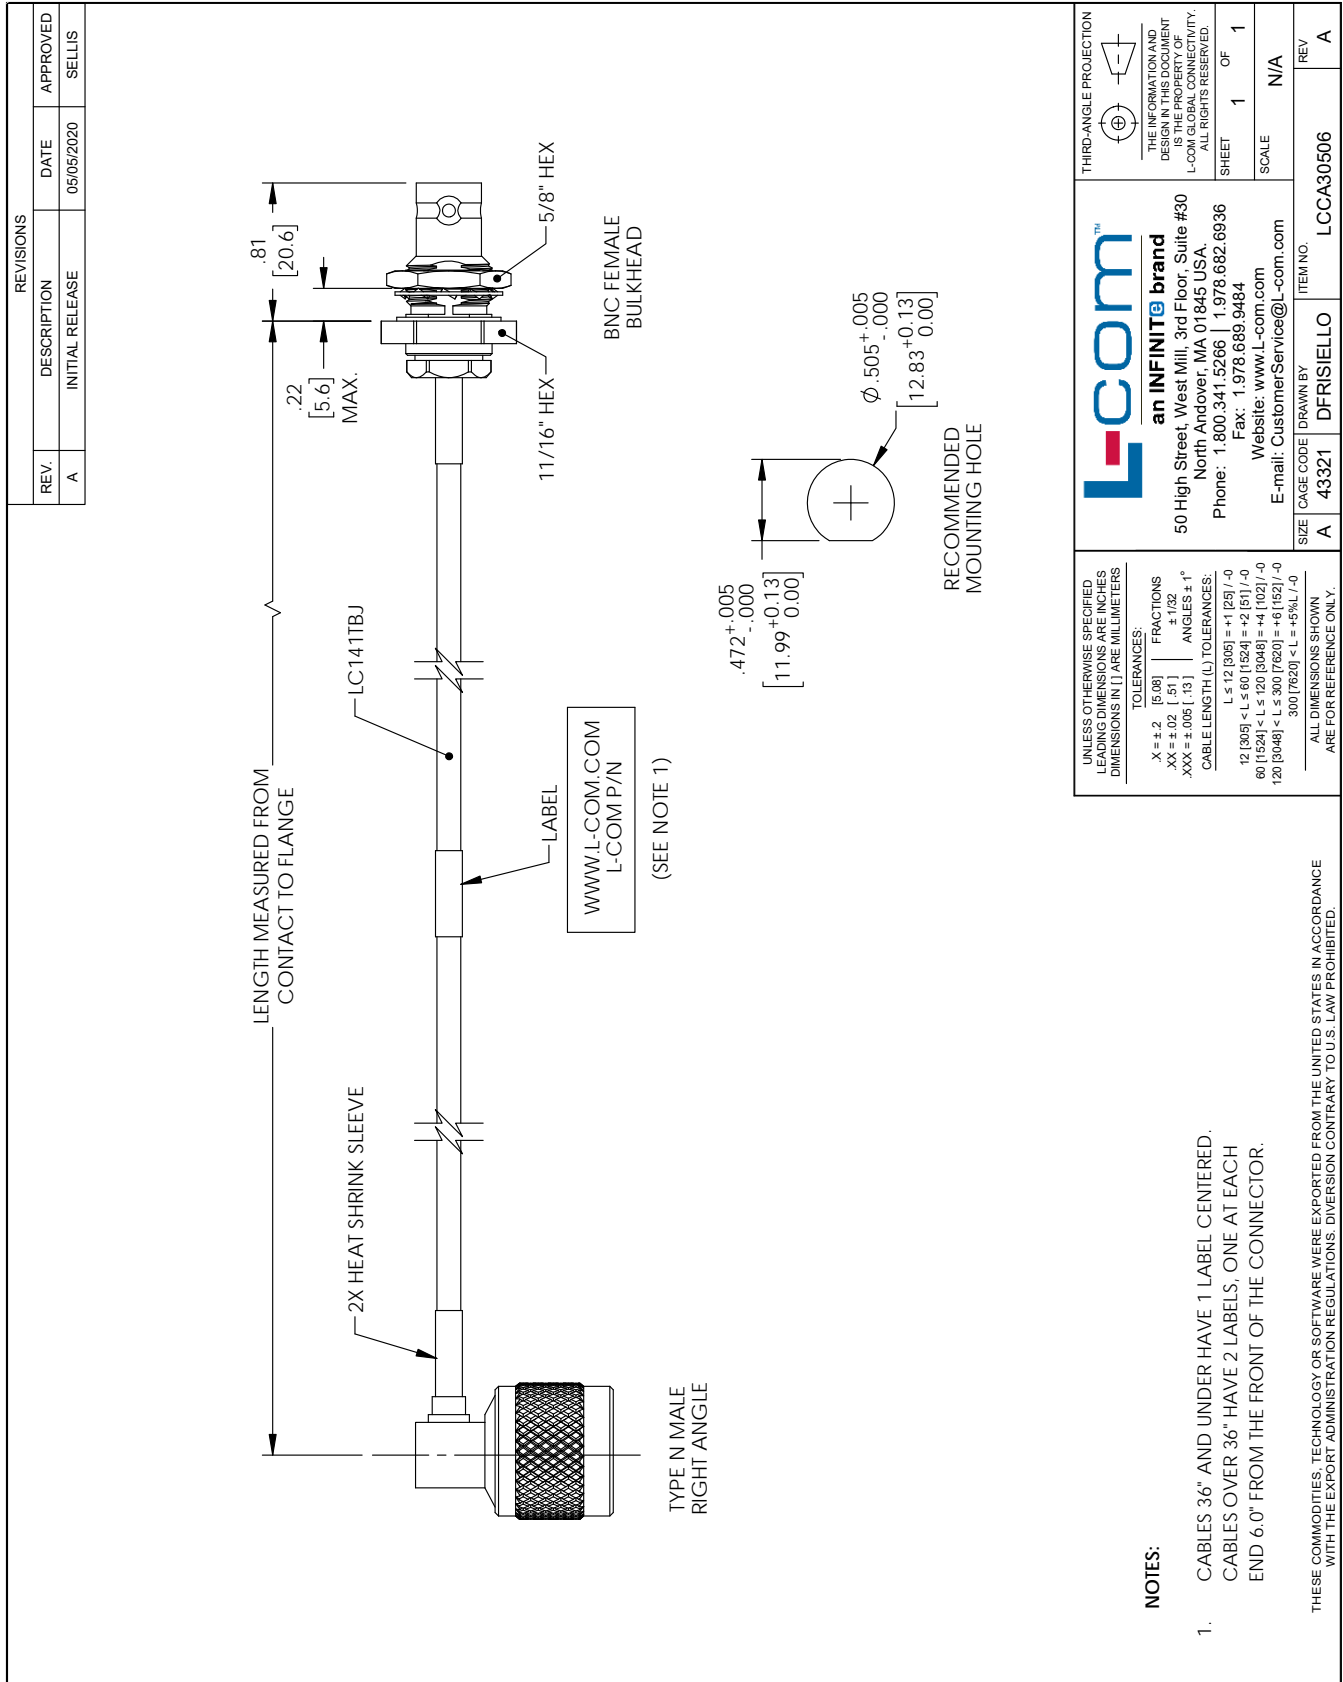 REVISIONS
REV. DESCRIPTION DATE APPROVED
A INITIAL RELEASE 05/05/2020 SELLIS
LENGTH MEASURED FROM
CONTACT TO FLANGE
.81
[20.6]
.22
[5.6]
MAX.
2X HEAT SHRINK SLEEVE
LC141TBJ
LABEL
WWW.L-COM.COM
L-COM P/N
(SEE NOTE 1)
11/16" HEX
5/8" HEX
BNC FEMALE
BULKHEAD
TYPE N MALE
RIGHT ANGLE
.472 +.005
-.000
[11.99 +0.13
0.00]
Ø.505 +.005
-.000
[12.83 +0.13
0.00]
RECOMMENDED
MOUNTING HOLE
NOTES:
1. CABLES 36" AND UNDER HAVE 1 LABEL CENTERED.
CABLES OVER 36" HAVE 2 LABELS, ONE AT EACH
END 6.0" FROM THE FRONT OF THE CONNECTOR.
THESE COMMODITIES, TECHNOLOGY OR SOFTWARE WERE EXPORTED FROM THE UNITED STATES IN ACCORDANCE
WITH THE EXPORT ADMINISTRATION REGULATIONS. DIVERSION CONTRARY TO U.S. LAW PROHIBITED.
UNLESS OTHERWISE SPECIFIED
LEADING DIMENSIONS ARE INCHES
DIMENSIONS IN [ ] ARE MILLIMETERS
TOLERANCES:
.X = ±.2 [5.08] FRACTIONS
.XX = ±.02 [.51] ± 1/32
.XXX = ±.005 [.13] ANGLES ± 1°
CABLE LENGTH (L) TOLERANCES:
L ≤ 12 [305] = +1 [25] / -0
12 [305] < L ≤ 60 [1524] = +2 [51] / -0
60 [1524] < L ≤ 120 [3048] = +4 [102] / -0
120 [3048] < L ≤ 300 [7620] = +6 [152] / -0
300 [7620] < L = +5%L / -0
ALL DIMENSIONS SHOWN
ARE FOR REFERENCE ONLY.
L-com™
an INFINITe brand
50 High Street, West Mill, 3rd Floor, Suite #30
North Andover, MA 01845 USA.
Phone: 1.800.341.5266 | 1.978.682.6936
Fax: 1.978.689.9484
Website: www.L-com.com
E-mail: CustomerService@L-com.com
THIRD-ANGLE PROJECTION
THE INFORMATION AND
DESIGN IN THIS DOCUMENT
IS THE PROPERTY OF
L-COM GLOBAL CONNECTIVITY.
ALL RIGHTS RESERVED.
SHEET 1 OF 1
SCALE N/A
SIZE CAGE CODE DRAWN BY ITEM NO. REV
A 43321 DFRISIELLO LCCA30506 A